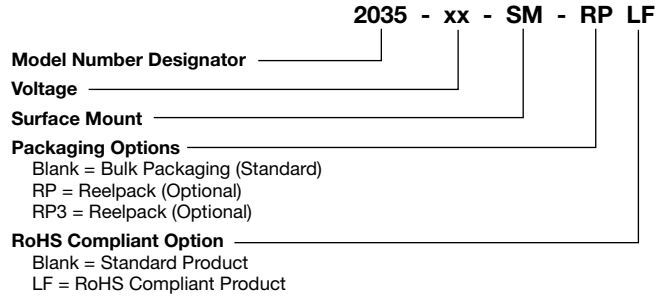 2035 - xx - SM - RP LF
Model Number Designator
Voltage
Surface Mount
Packaging Options
Blank = Bulk Packaging (Standard)
RP = Reelpack (Optional)
RP3 = Reelpack (Optional)
RoHS Compliant Option
Blank = Standard Product
LF = RoHS Compliant Product